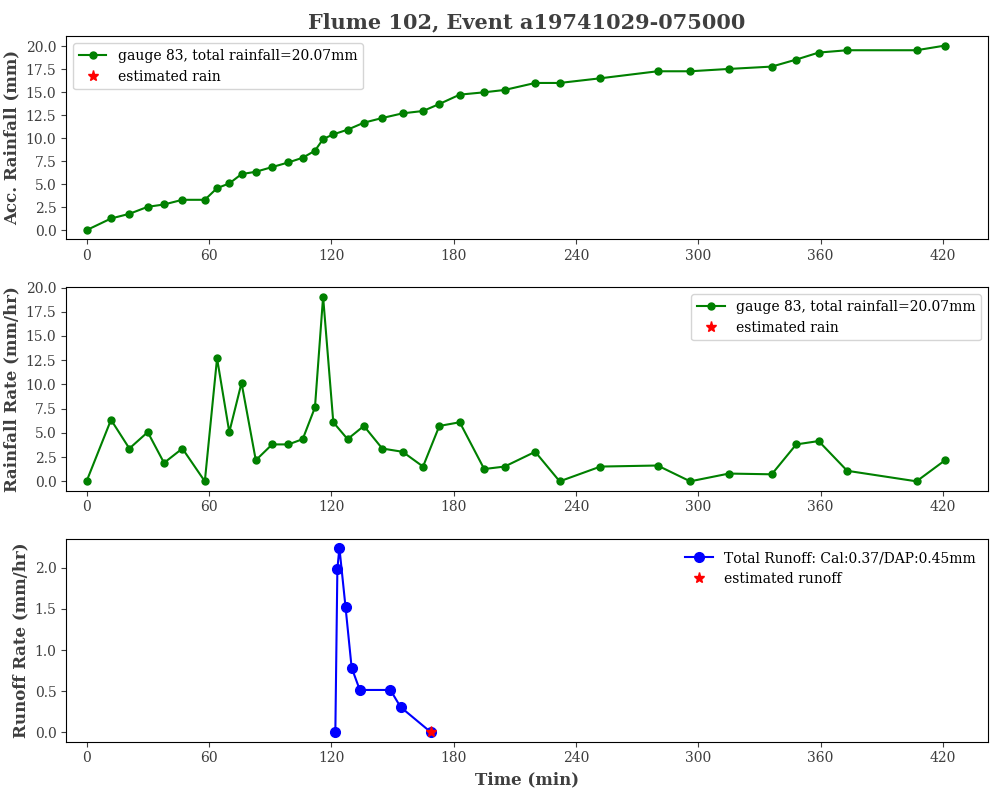 Flume 102, Event a19741029-075000
Acc. Rainfall (mm)
20.0
17.5
15.0
12.5
10.0
7.5
5.0
2.5
0.0
gauge 83, total rainfall=20.07mm
estimated rain
0 60 120 180 240 300 360 420
Rainfall Rate (mm/hr)
20.0
17.5
15.0
12.5
10.0
7.5
5.0
2.5
0.0
gauge 83, total rainfall=20.07mm
estimated rain
0 60 120 180 240 300 360 420
Runoff Rate (mm/hr)
2.0
1.5
1.0
0.5
0.0
Total Runoff: Cal:0.37/DAP:0.45mm
estimated runoff
0 60 120 180 240 300 360 420
Time (min)